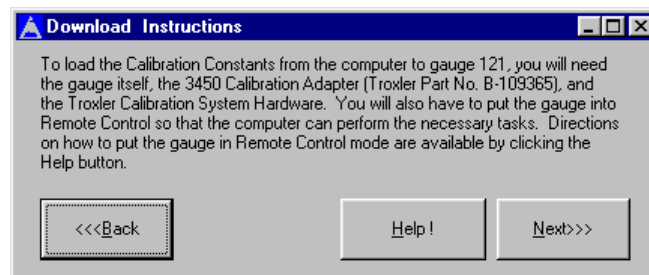 Download Instructions
To load the Calibration Constants from the computer to gauge 121, you will need
the gauge itself, the 3450 Calibration Adapter (Troxler Part No. B-109365), and
the Troxler Calibration System Hardware. You will also have to put the gauge into
Remote Control so that the computer can perform the necessary tasks. Directions
on how to put the gauge in Remote Control mode are available by clicking the
Help button.
<<<Back Help! Next>>>